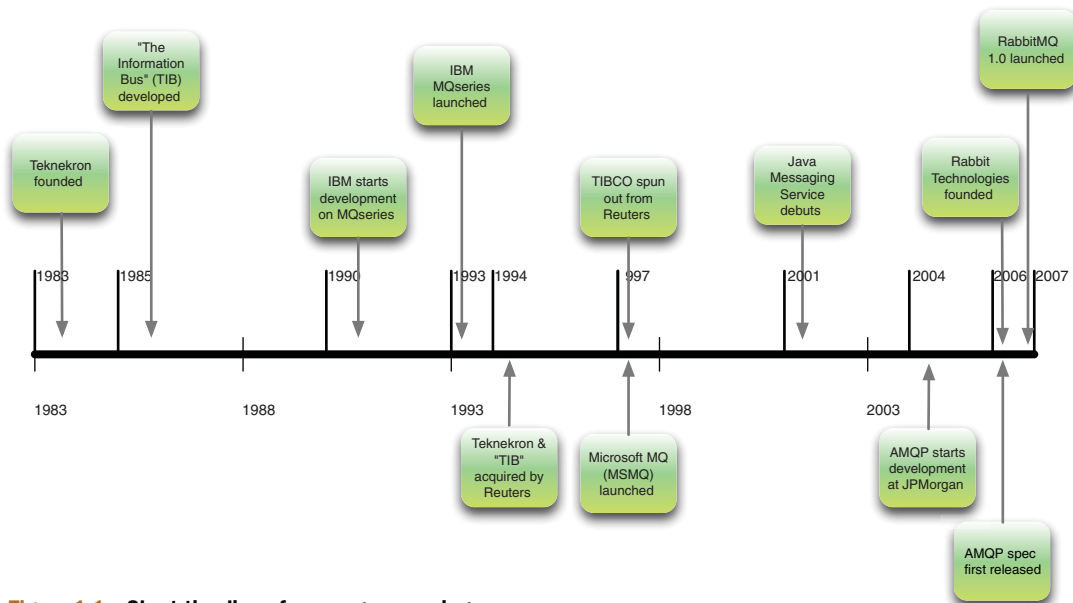 "The
Information
Bus" (TIB)
developed
IBM
MQseries
launched
RabbitMQ
1.0 launched
Teknekron
founded
IBM starts
development
on MQseries
TIBCO spun
out from
Reuters
Java
Messaging
Service
debuts
Rabbit
Technologies
founded
1983
1985
1990
1993
1994
997
2001
2004
2006
2007
1983
1988
1993
1998
2003
Teknekron &
"TIB"
acquired by
Reuters
Microsoft MQ
(MSMQ)
launched
AMQP starts
development
at JPMorgan
AMQP spec
first released